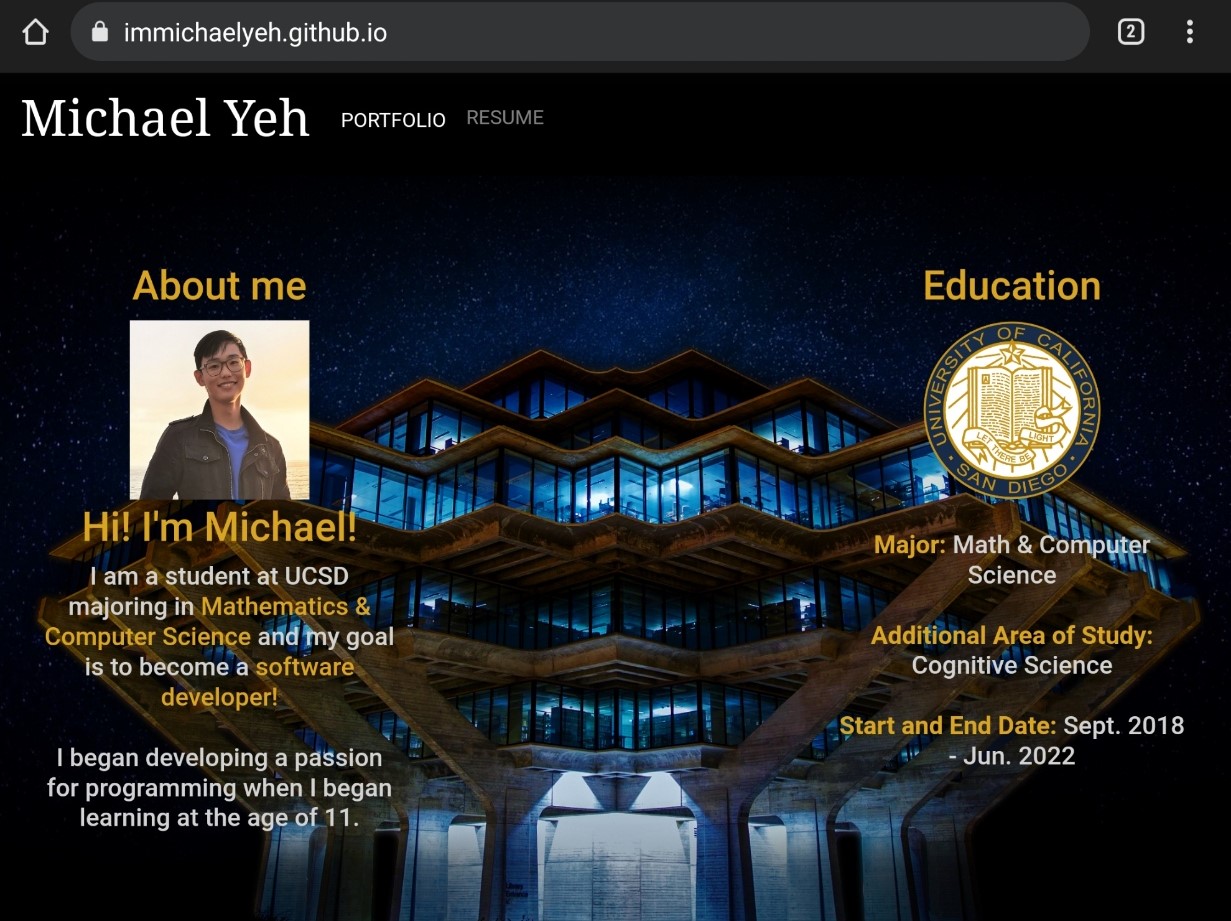 immichaelyeh.github.io
2
Michael Yeh PORTFOLIO RESUME
About me
Hi! I'm Michael!
I am a student at UCSD
majoring in Mathematics &
Computer Science and my goal
is to become a software
developer!
I began developing a passion
for programming when I began
learning at the age of 11.
Education
UNIVERSITY OF CALIFORNIA
LET THERE BE LIGHT
SAN DIEGO
Major: Math & Computer
Science
Additional Area of Study:
Cognitive Science
Start and End Date: Sept. 2018
- Jun. 2022